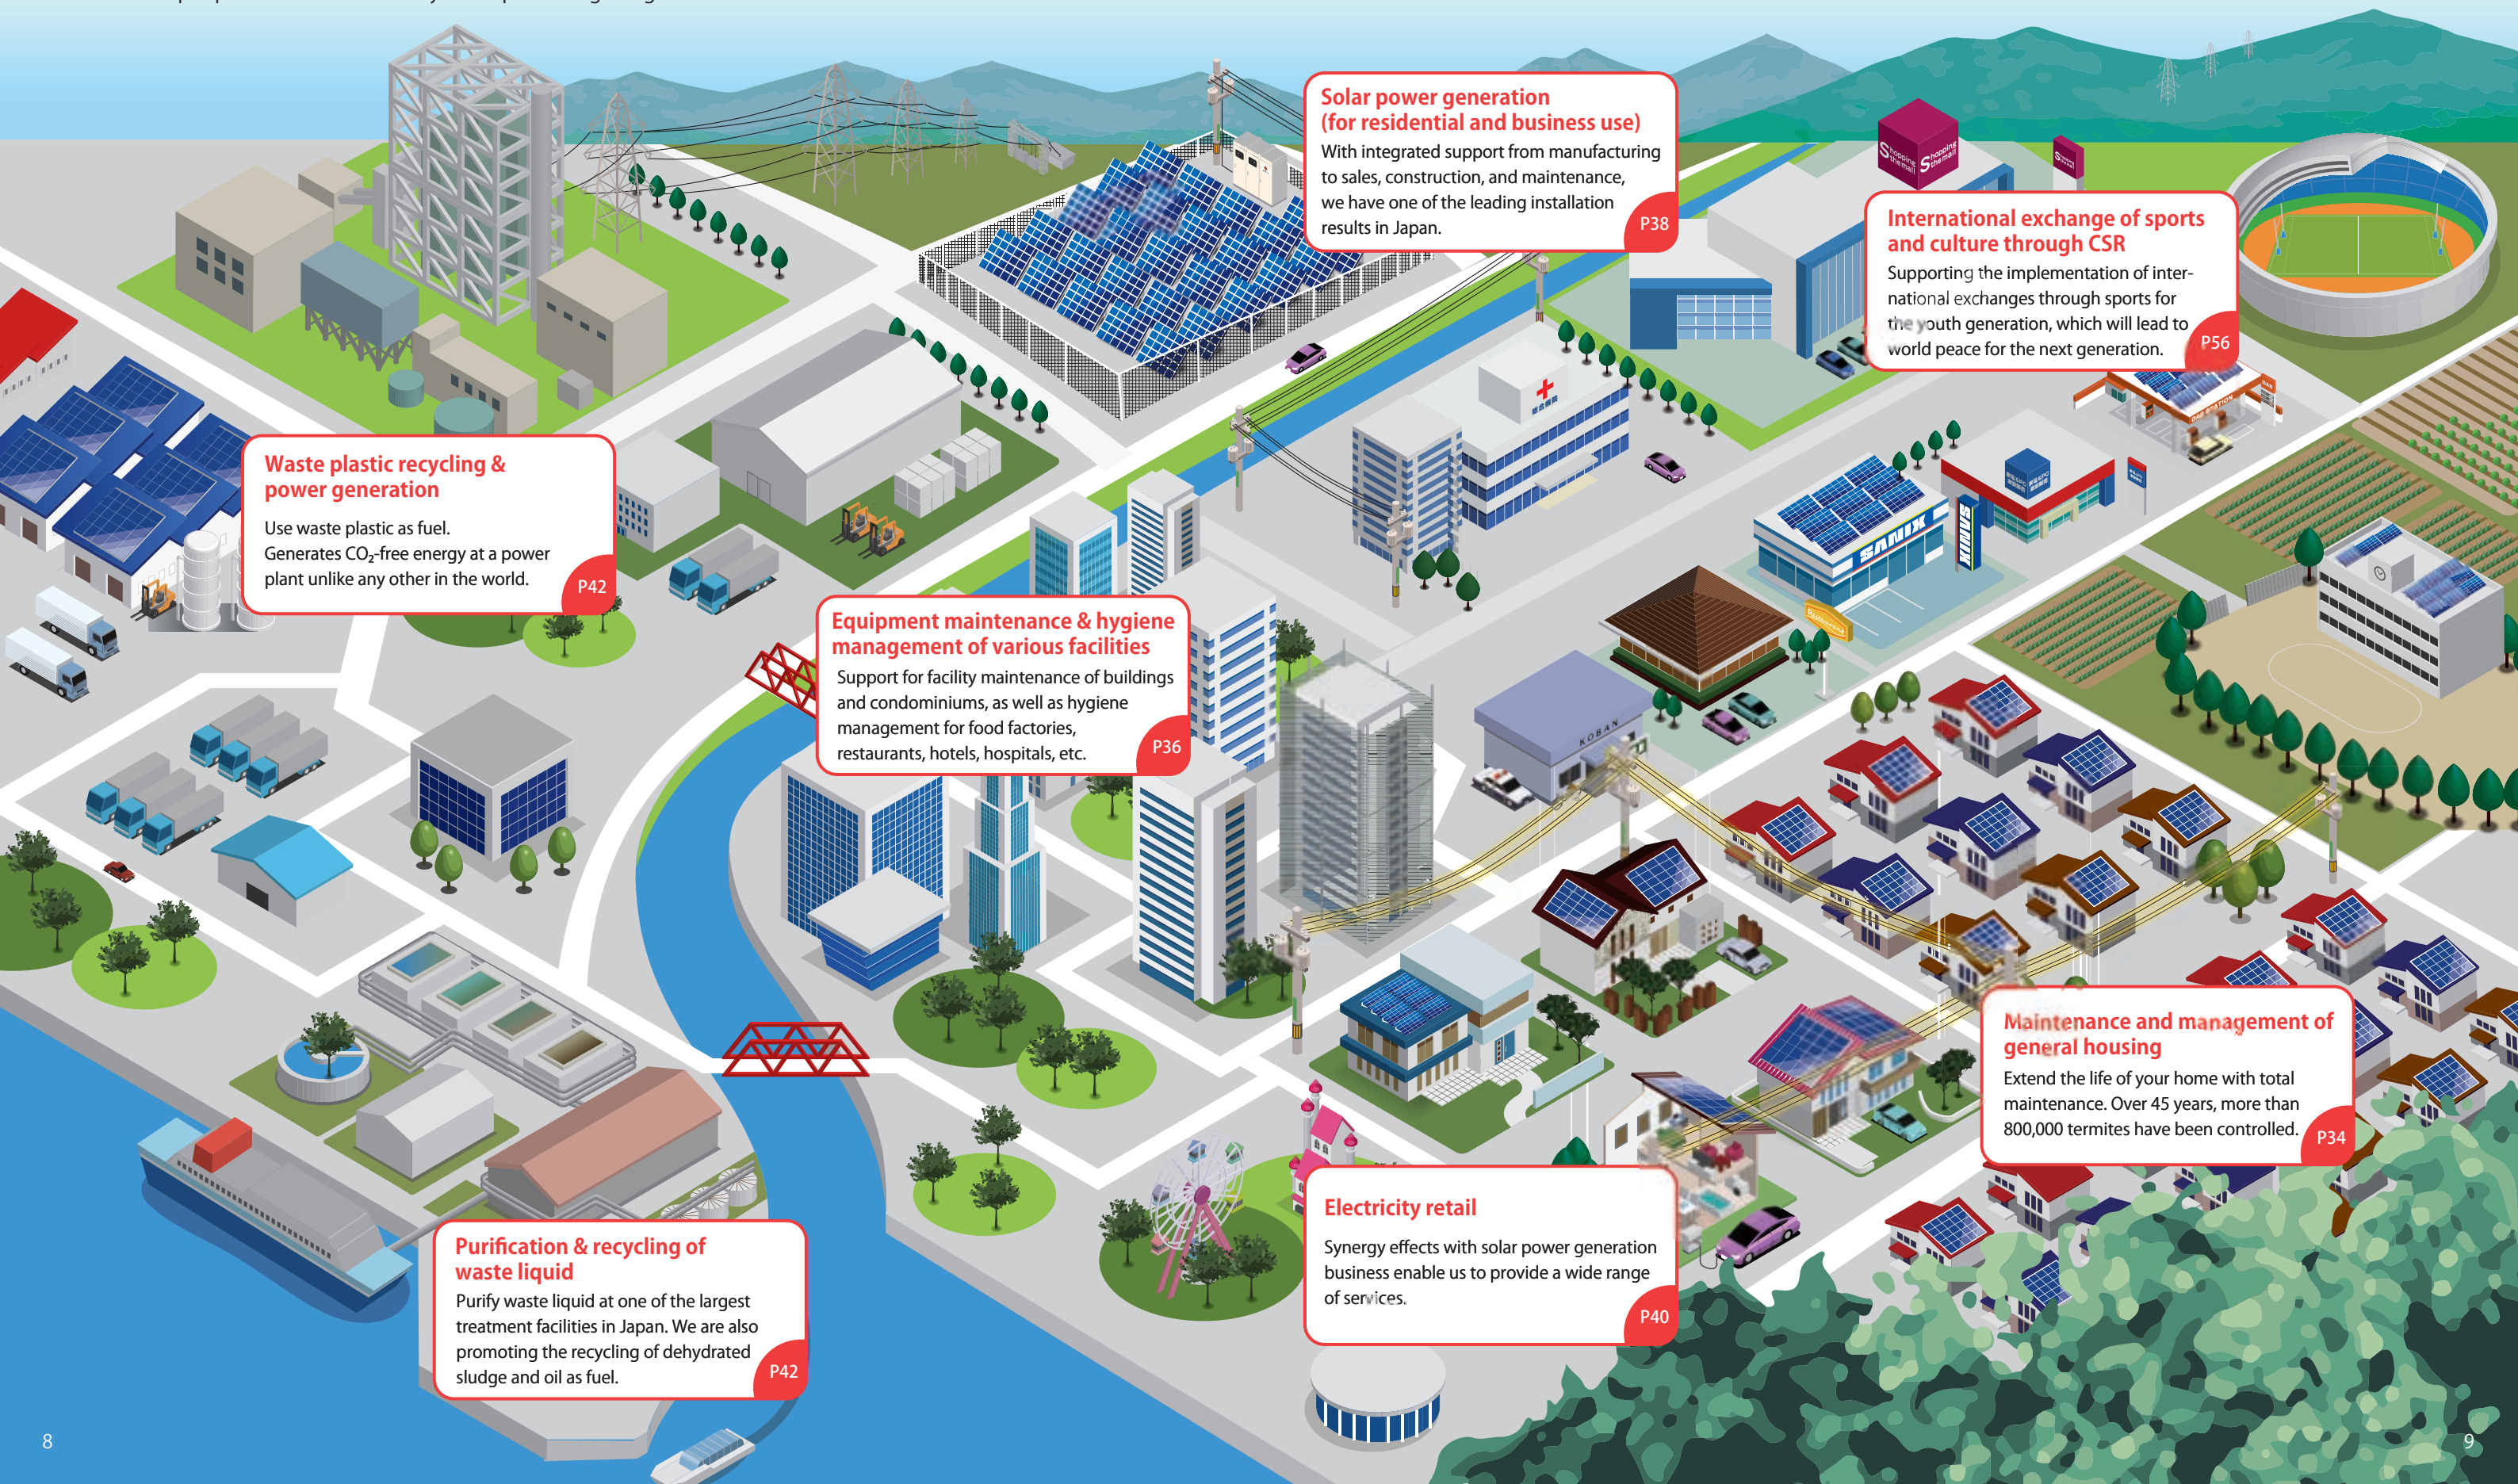 Solar power generation
(for residential and business use)
With integrated support from manufacturing
to sales, construction, and maintenance,
we have one of the leading installation
results in Japan.
P38
Shopping
the mall
Shopping
the mall
International exchange of sports
and culture through CSR
Supporting the implementation of inter-
national exchanges through sports for
the youth generation, which will lead to
world peace for the next generation.
P56
GAS STATION
Waste plastic recycling &
power generation
Use waste plastic as fuel.
Generates CO₂-free energy at a power
plant unlike any other in the world.
P42
SANIX
SANIX
Restaurant
Equipment maintenance & hygiene
management of various facilities
Support for facility maintenance of buildings
and condominiums, as well as hygiene
management for food factories,
restaurants, hotels, hospitals, etc.
P36
KOBAN
Maintenance and management of
general housing
Extend the life of your home with total
maintenance. Over 45 years, more than
800,000 termites have been controlled.
P34
Electricity retail
Synergy effects with solar power generation
business enable us to provide a wide range
of services.
P40
Purification & recycling of
waste liquid
Purify waste liquid at one of the largest
treatment facilities in Japan. We are also
promoting the recycling of dehydrated
sludge and oil as fuel.
P42
8
9